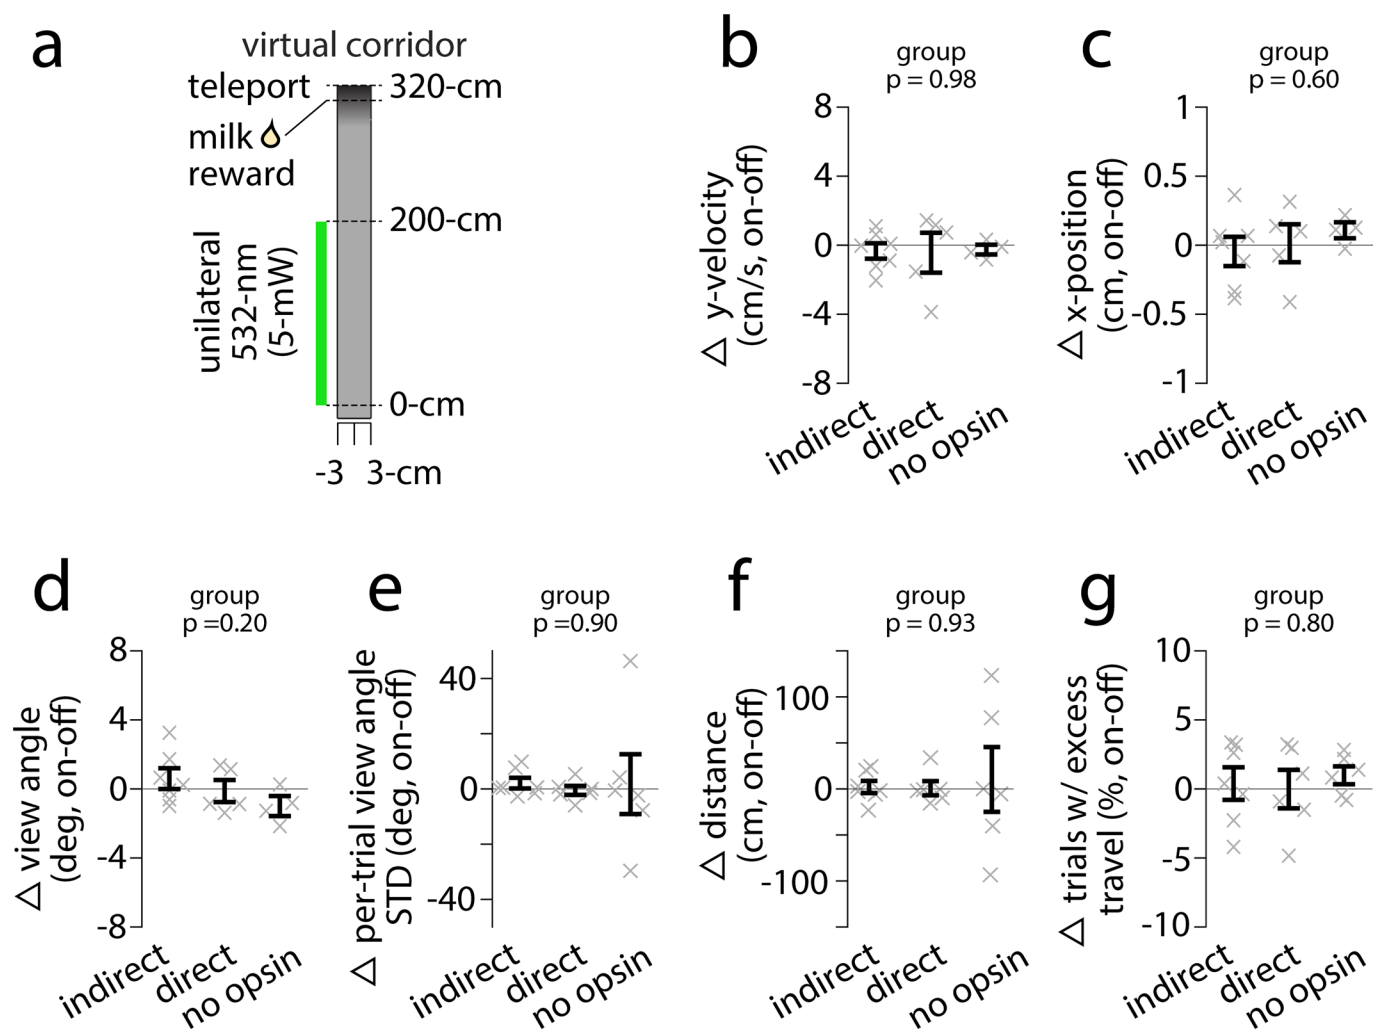 a
virtual corridor
teleport
320-cm
milk
reward
200-cm
unilateral
532-nm
(5-mW)
0-cm
-3
3-cm
b
group
p = 0.98
△ y-velocity
(cm/s, on-off)
8
4
0
-4
-8
indirect
direct
no opsin
c
group
p = 0.60
△ x-position
(cm, on-off)
1
0.5
0
-0.5
-1
indirect
direct
no opsin
d
group
p =0.20
△ view angle
(deg, on-off)
8
4
0
-4
-8
indirect
direct
no opsin
e
group
p =0.90
△ per-trial view angle
STD (deg, on-off)
40
0
-40
indirect
direct
no opsin
f
group
p = 0.93
△ distance
(cm, on-off)
100
0
-100
indirect
direct
no opsin
g
group
p = 0.80
△ trials w/ excess
travel (%, on-off)
10
5
0
-5
-10
indirect
direct
no opsin